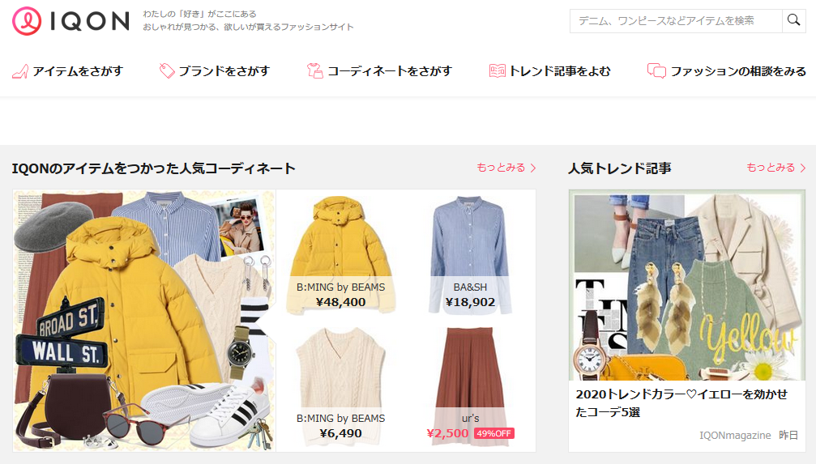 IQON
わたしの「好き」がここにある
おしゃれが見つかる、欲しいが買えるファッションサイト
デニム、ワンピースなどアイテムを検索
アイテムをさがす
ブランドをさがす
コーディネートをさがす
トレンド記事をよむ
ファッションの相談をみる
IQONのアイテムをつかった人気コーディネート
もっとみる
BROAD ST.
WALL ST.
B:MING by BEAMS
¥48,400
BA&SH
¥18,902
B:MING by BEAMS
¥6,490
ur's
¥2,500 49%OFF
人気トレンド記事
もっとみる
Yellow
2020トレンドカラー♡イエローを効かせ
たコーデ5選
IQONmagazine 昨日